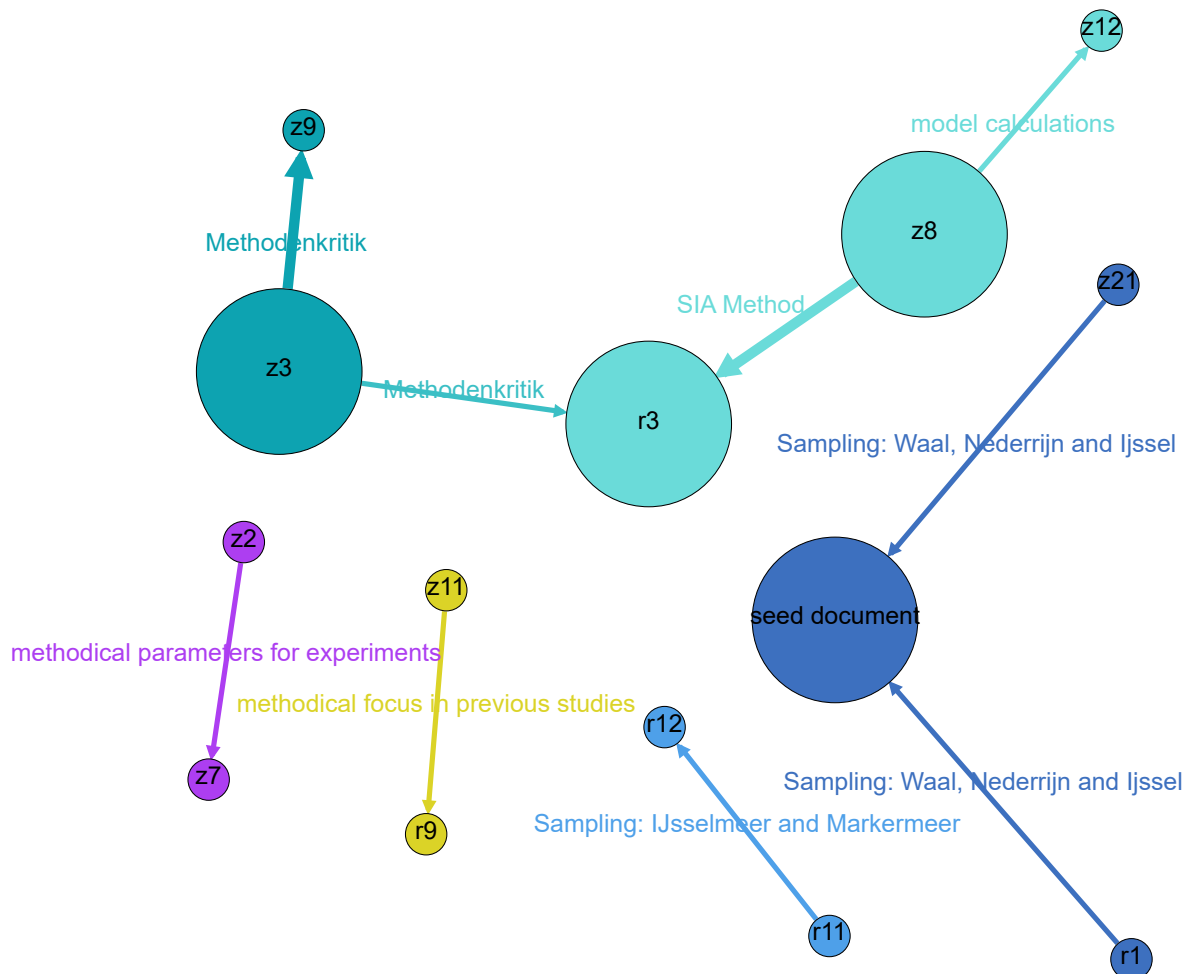 z12
model calculations
z9
z8
Methodenkritik
z21
SIA Method
z3
Methodenkritik
r3
Sampling: Waal, Nederrijn and Ijssel
z2
z11
seed document
methodical parameters for experiments
methodical focus in previous studies
r12
z7
Sampling: Waal, Nederrijn and Ijssel
r9
Sampling: IJsselmeer and Markermeer
r11
r1